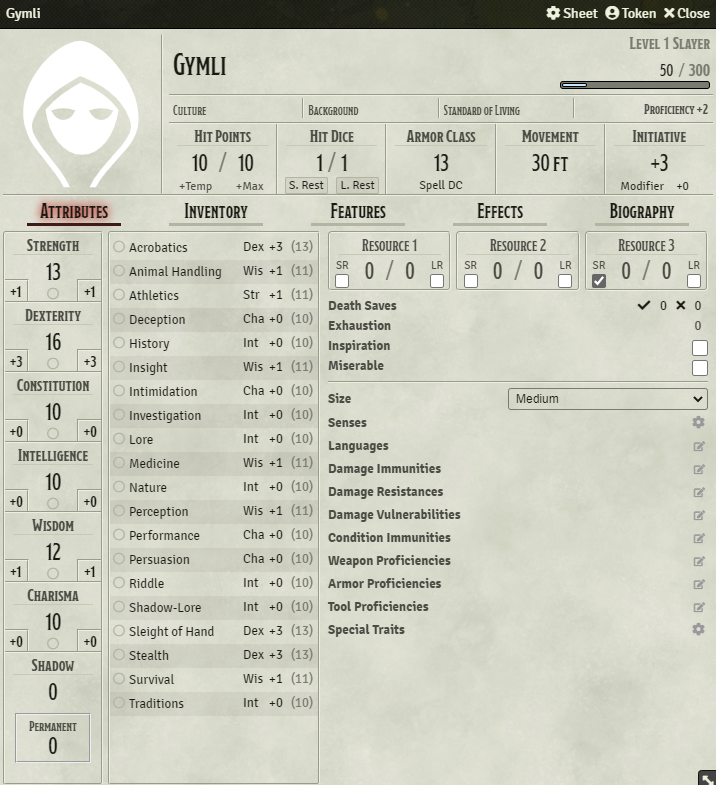 Gymli Sheet Token Close
Gymli
Level 1 Slayer
50 / 300
Culture Background Standard of Living Proficiency +2
Hit Points Hit Dice Armor Class Movement Initiative
10 / 10 1 / 1 13 30 ft +3
+Temp +Max S. Rest L. Rest Spell DC Modifier +0
Attributes Inventory Features Effects Biography
Strength
13
+1 +1
Dexterity
16
+3 +3
Constitution
10
+0 +0
Intelligence
10
+0 +0
Wisdom
12
+1 +1
Charisma
10
+0 +0
Shadow
0
Permanent
0
Acrobatics Dex +3 (13)
Animal Handling Wis +1 (11)
Athletics Str +1 (11)
Deception Cha +0 (10)
History Int +0 (10)
Insight Wis +1 (11)
Intimidation Cha +0 (10)
Investigation Int +0 (10)
Lore Int +0 (10)
Medicine Wis +1 (11)
Nature Int +0 (10)
Perception Wis +1 (11)
Performance Cha +0 (10)
Persuasion Cha +0 (10)
Riddle Int +0 (10)
Shadow-Lore Int +0 (10)
Sleight of Hand Dex +3 (13)
Stealth Dex +3 (13)
Survival Wis +1 (11)
Traditions Int +0 (10)
Resource 1 Resource 2 Resource 3
SR 0 / 0 LR SR 0 / 0 LR SR 0 / 0 LR
Death Saves 0 0
Exhaustion 0
Inspiration
Miserable
Size Medium
Senses
Languages
Damage Immunities
Damage Resistances
Damage Vulnerabilities
Condition Immunities
Weapon Proficiencies
Armor Proficiencies
Tool Proficiencies
Special Traits